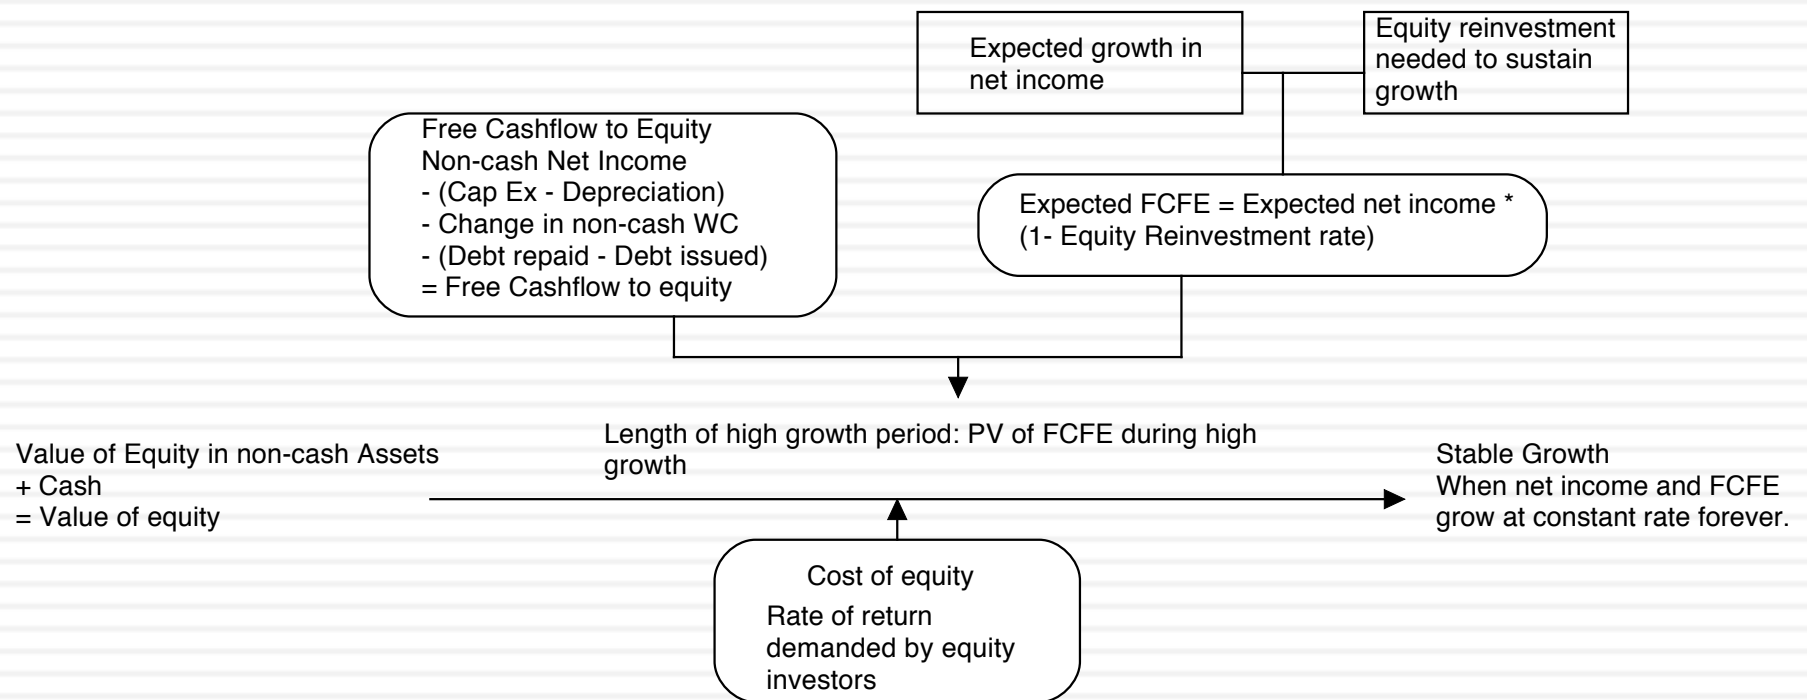 Expected growth in
net income
Equity reinvestment
needed to sustain
growth
Free Cashflow to Equity
Non-cash Net Income
- (Cap Ex - Depreciation)
- Change in non-cash WC
- (Debt repaid - Debt issued)
= Free Cashflow to equity
Expected FCFE = Expected net income *
(1- Equity Reinvestment rate)
Value of Equity in non-cash Assets
+ Cash
= Value of equity
Length of high growth period: PV of FCFE during high
growth
Stable Growth
When net income and FCFE
grow at constant rate forever.
Cost of equity
Rate of return
demanded by equity
investors